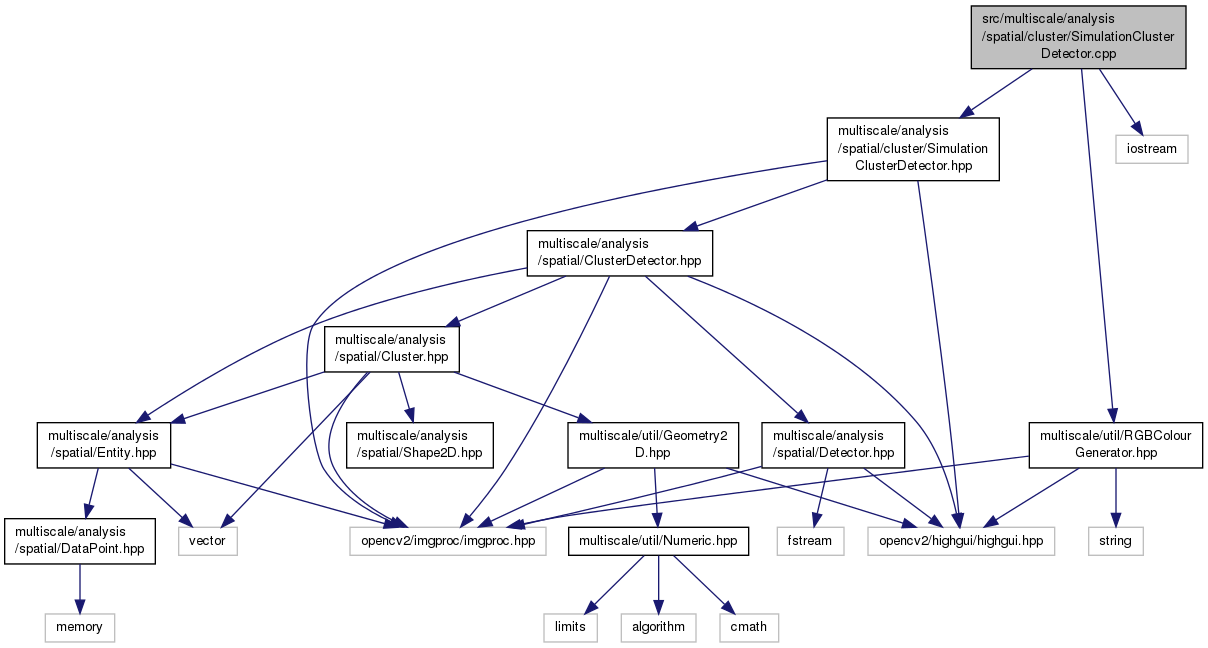 src/multiscale/analysis
/spatial/cluster/SimulationCluster
Detector.cpp
multiscale/analysis
/spatial/cluster/Simulation
ClusterDetector.hpp
iostream
multiscale/analysis
/spatial/ClusterDetector.hpp
multiscale/analysis
/spatial/Cluster.hpp
multiscale/analysis
/spatial/Entity.hpp
multiscale/analysis
/spatial/Shape2D.hpp
multiscale/util/Geometry2
D.hpp
multiscale/analysis
/spatial/Detector.hpp
multiscale/util/RGBColour
Generator.hpp
multiscale/analysis
/spatial/DataPoint.hpp
vector
opencv2/imgproc/imgproc.hpp
multiscale/util/Numeric.hpp
fstream
opencv2/highgui/highgui.hpp
string
memory
limits
algorithm
cmath